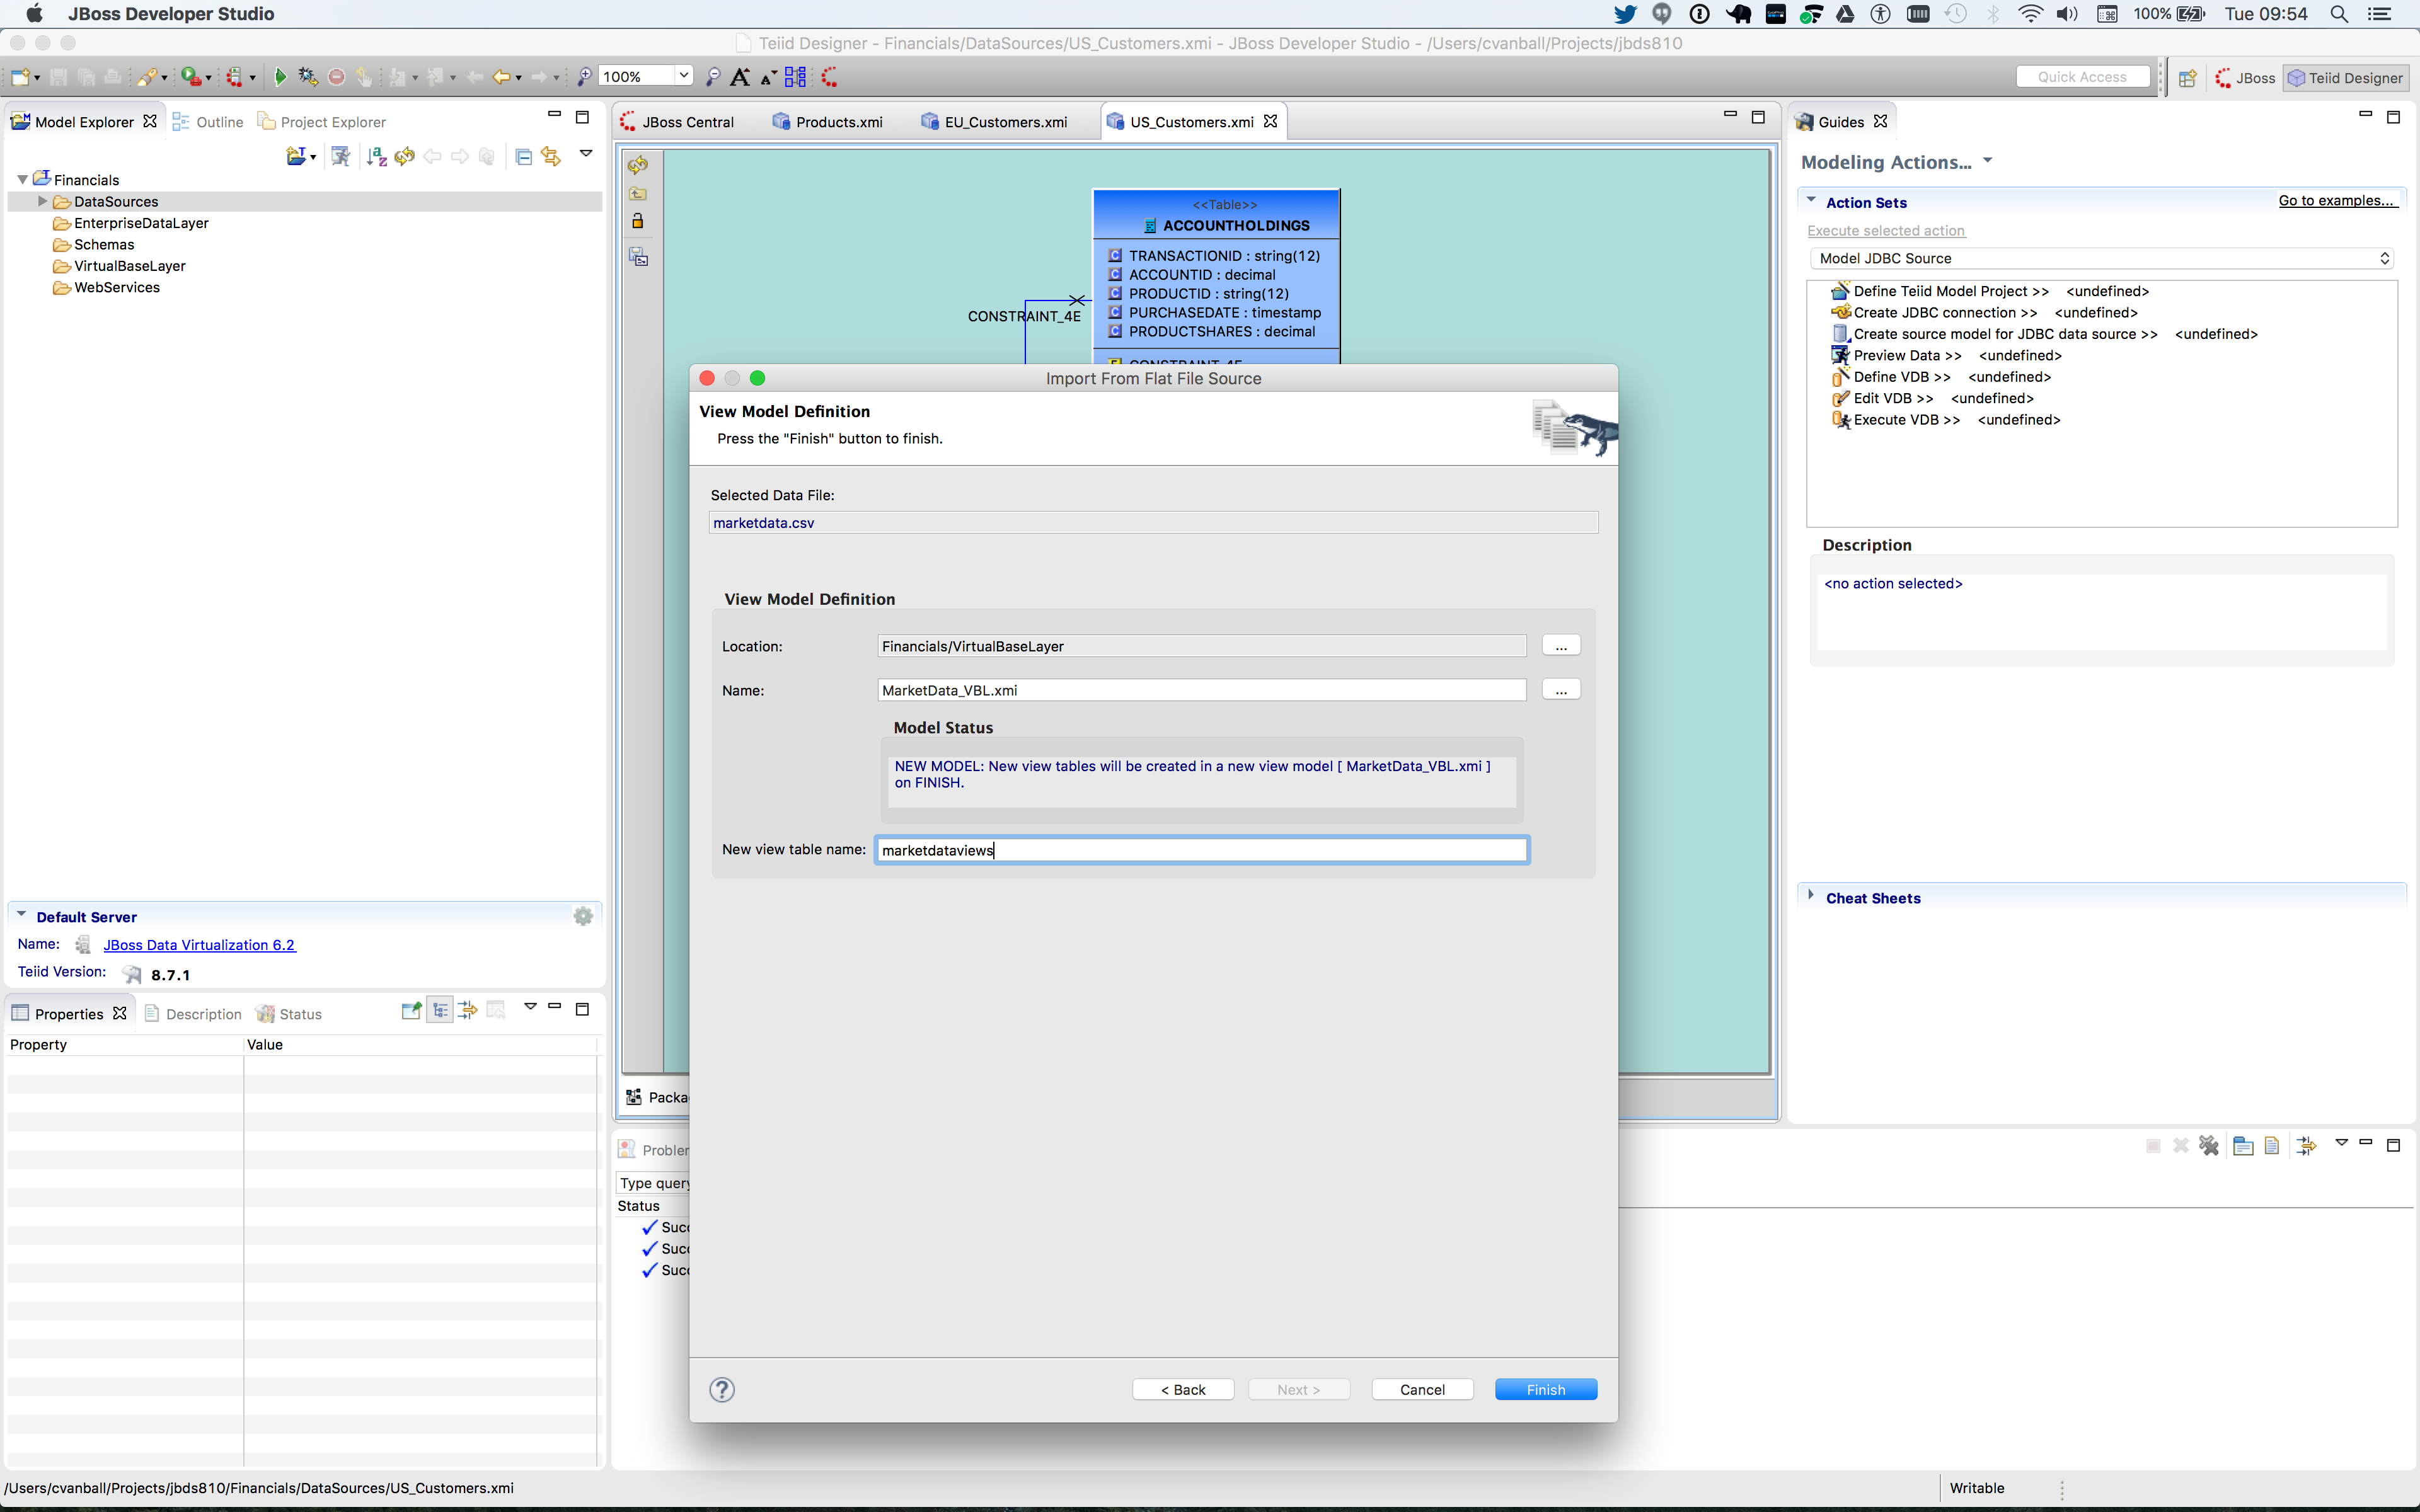 JBoss Developer Studio
100%
Tue 09:54
Teiid Designer - Financials/DataSources/US_Customers.xmi - JBoss Developer Studio - /Users/cvanball/Projects/jbds810
100%
Quick Access
JBoss
Teiid Designer
Model Explorer
Outline
Project Explorer
Financials
DataSources
EnterpriseDataLayer
Schemas
VirtualBaseLayer
WebServices
Default Server
Name:
JBoss Data Virtualization 6.2
Teiid Version:
8.7.1
Properties
Description
Status
Property
Value
JBoss Central
Products.xmi
EU_Customers.xmi
US_Customers.xmi
<<Table>>
ACCOUNTHOLDINGS
TRANSACTIONID : string(12)
ACCOUNTID : decimal
PRODUCTID : string(12)
PURCHASEDATE : timestamp
PRODUCTSHARES : decimal
CONSTRAINT_4E
CONSTRAINT_4E
Import From Flat File Source
View Model Definition
Press the "Finish" button to finish.
Selected Data File:
marketdata.csv
View Model Definition
Location:
Financials/VirtualBaseLayer
...
Name:
MarketData_VBL.xmi
...
Model Status
NEW MODEL: New view tables will be created in a new view model [ MarketData_VBL.xmi ]
on FINISH.
New view table name:
marketdataviews
?
< Back
Next >
Cancel
Finish
Packa
Probler
Type query
Status
Succ
Succ
Succ
Guides
Modeling Actions...
Action Sets
Go to examples...
Execute selected action
Model JDBC Source
Define Teiid Model Project >> <undefined>
Create JDBC connection >> <undefined>
Create source model for JDBC data source >> <undefined>
Preview Data >> <undefined>
Define VDB >> <undefined>
Edit VDB >> <undefined>
Execute VDB >> <undefined>
Description
<no action selected>
Cheat Sheets
/Users/cvanball/Projects/jbds810/Financials/DataSources/US_Customers.xmi
Writable